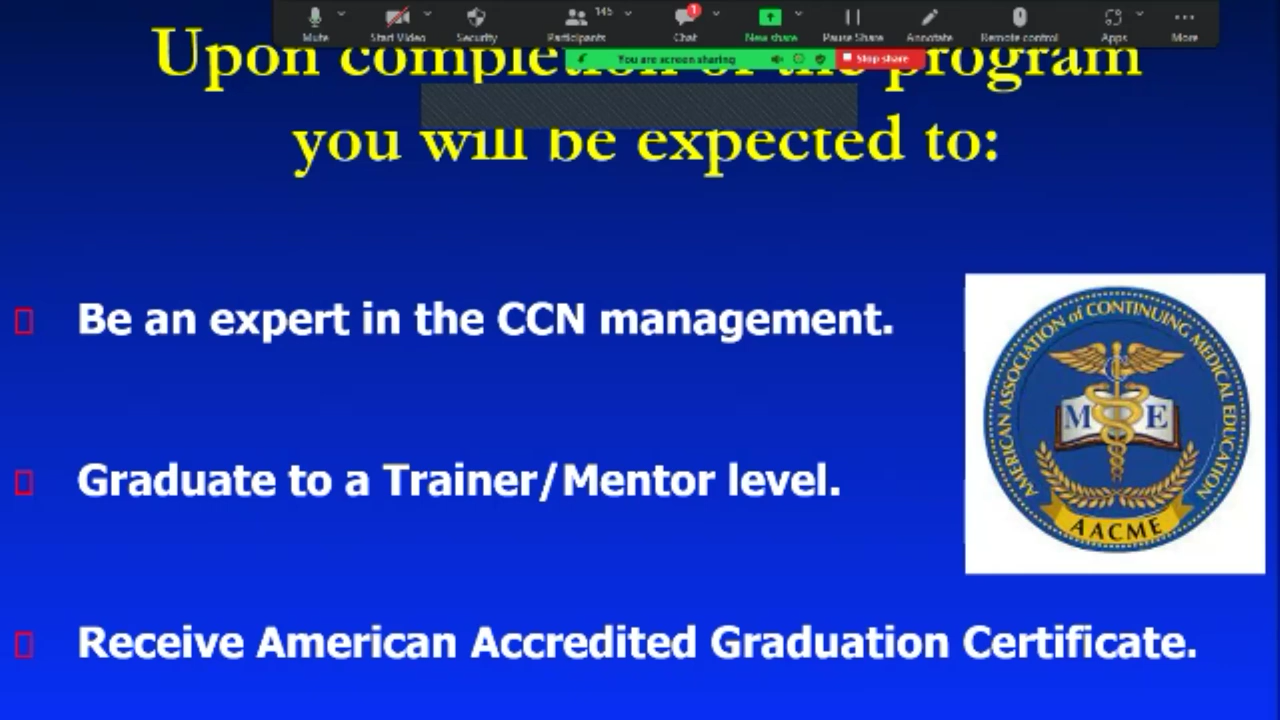 145
1
Mute
Start Video
Security
Participants
Chat
New share
Pause Share
Annotate
Remote control
Apps
More
You are screen sharing
Stop share
Upon completion of the program
you will be expected to:
Be an expert in the CCN management.
AMERICAN ASSOCIATION of CONTINUING MEDICAL EDUCATION
C
M E
AACME
Graduate to a Trainer/Mentor level.
Receive American Accredited Graduation Certificate.